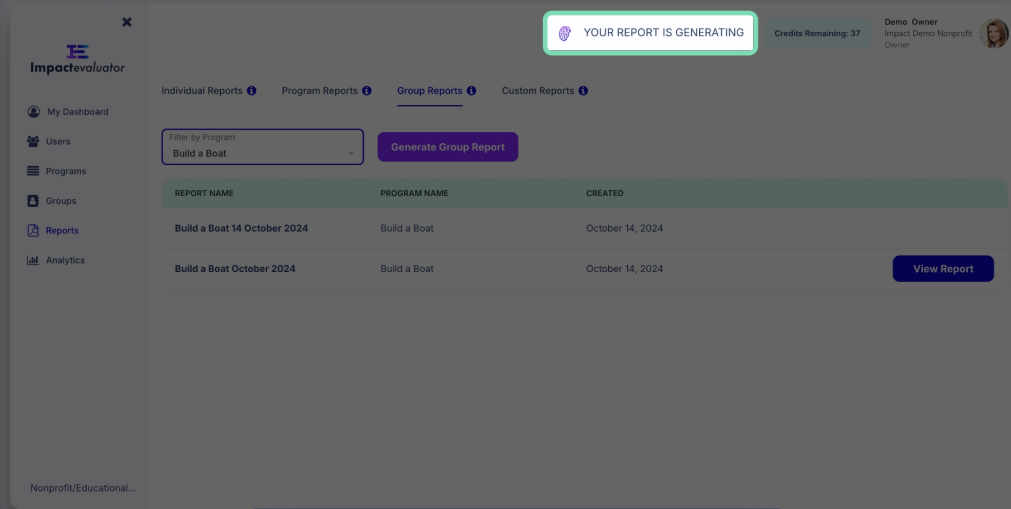 YOUR REPORT IS GENERATING
Credits Remaining: 37
Demo Owner
Impact Demo Nonprofit
Owner
Impactevaluator
My Dashboard
Users
Programs
Groups
Reports
Analytics
Nonprofit/Educational...
Individual Reports
Program Reports
Group Reports
Custom Reports
Filter by Program
Build a Boat
Generate Group Report
REPORT NAME PROGRAM NAME CREATED
Build a Boat 14 October 2024 Build a Boat October 14, 2024
Build a Boat October 2024 Build a Boat October 14, 2024 View Report